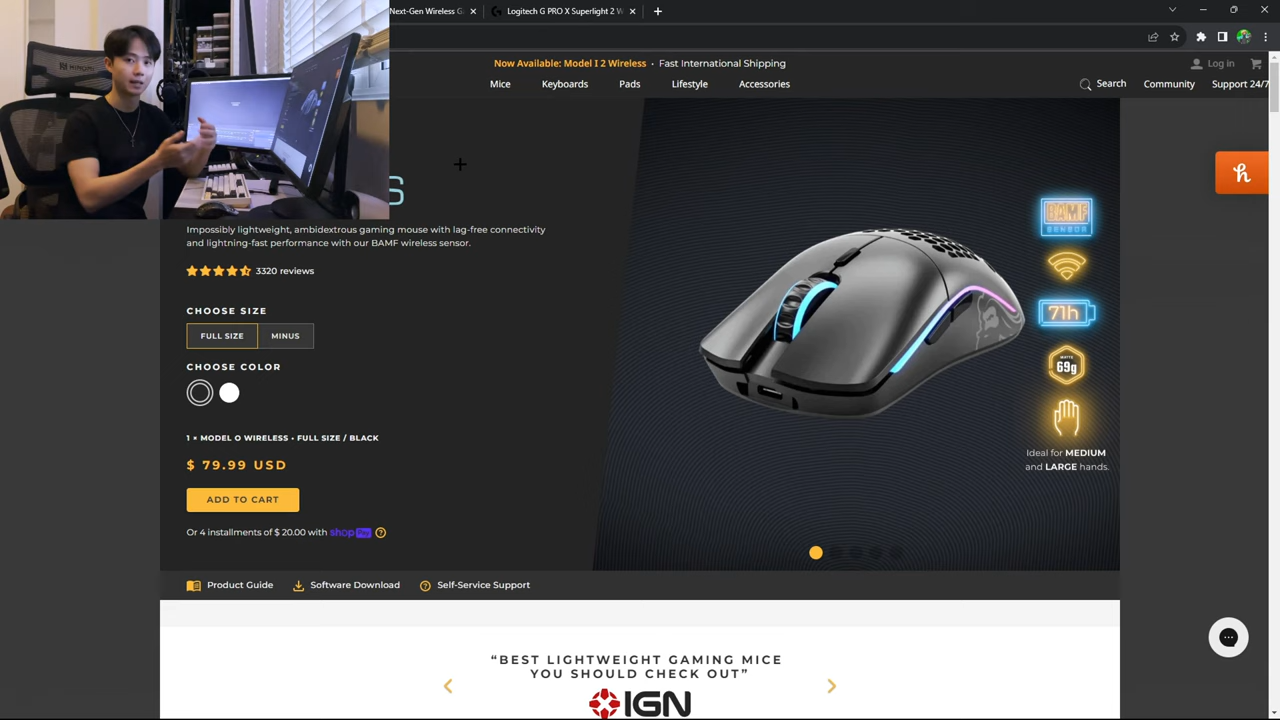 Next-Gen Wireless G
Logitech G PRO X Superlight 2 W
Now Available: Model I 2 Wireless • Fast International Shipping
Log in
Mice
Keyboards
Pads
Lifestyle
Accessories
Search
Community
Support 24/7
S
Impossibly lightweight, ambidextrous gaming mouse with lag-free connectivity
and lightning-fast performance with our BAMF wireless sensor.
3320 reviews
CHOOSE SIZE
FULL SIZE
MINUS
CHOOSE COLOR
1 × MODEL O WIRELESS • FULL SIZE / BLACK
$ 79.99 USD
ADD TO CART
Or 4 installments of $ 20.00 with shop Pay ?
BAMF
SENSOR
71h
MATTE
69g
Ideal for MEDIUM
and LARGE hands.
h
Product Guide
Software Download
Self-Service Support
“BEST LIGHTWEIGHT GAMING MICE
YOU SHOULD CHECK OUT”
IGN